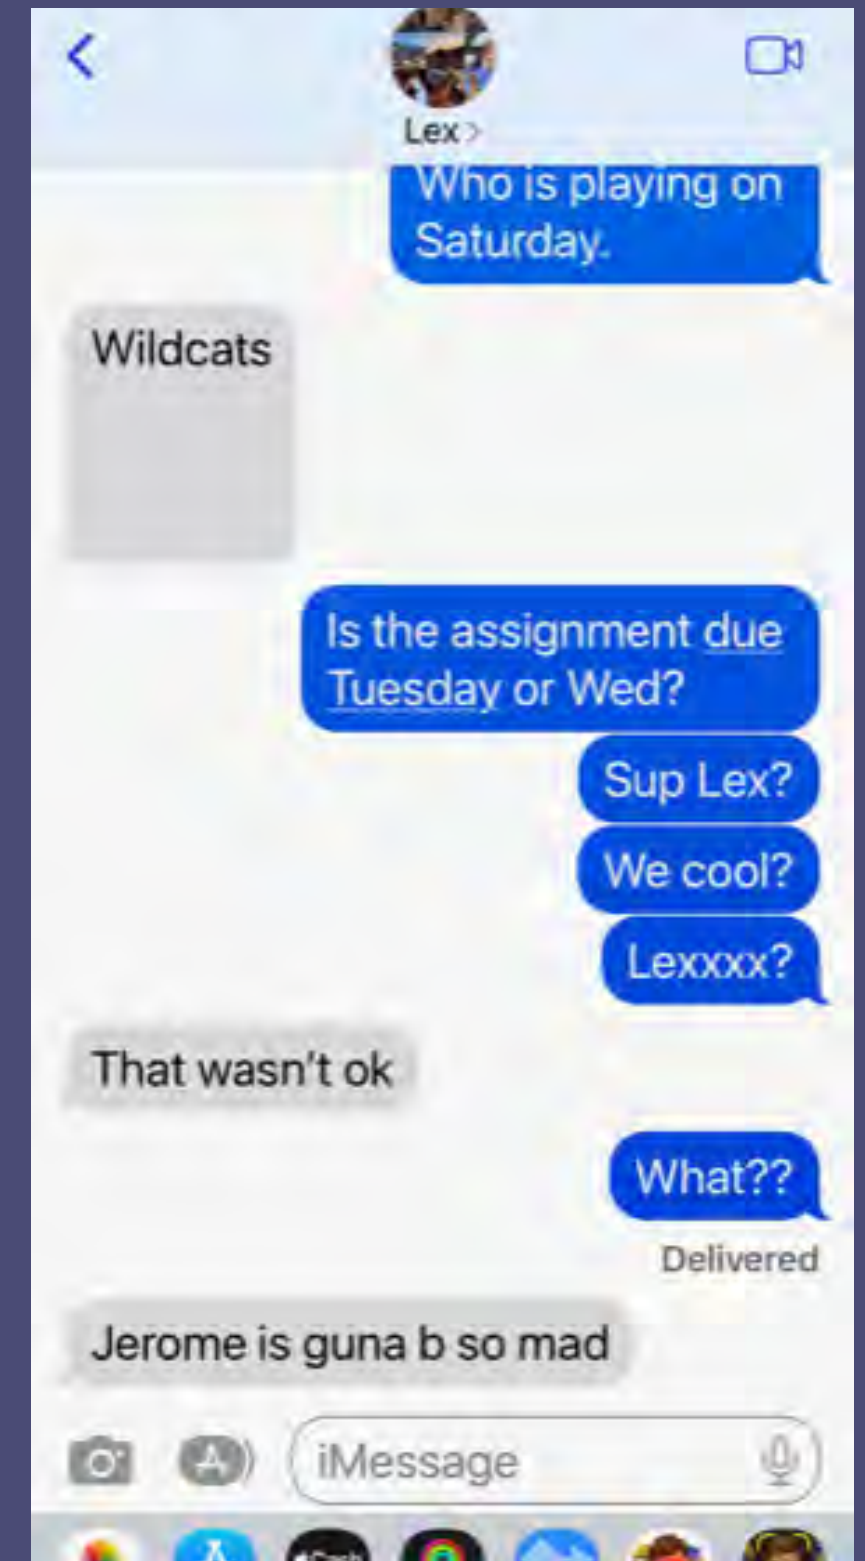 Lex >
Who is playing on
Saturday.
Wildcats
Is the assignment due
Tuesday or Wed?
Sup Lex?
We cool?
Lexxxx?
That wasn't ok
What??
Delivered
Jerome is guna b so mad
iMessage
Cash